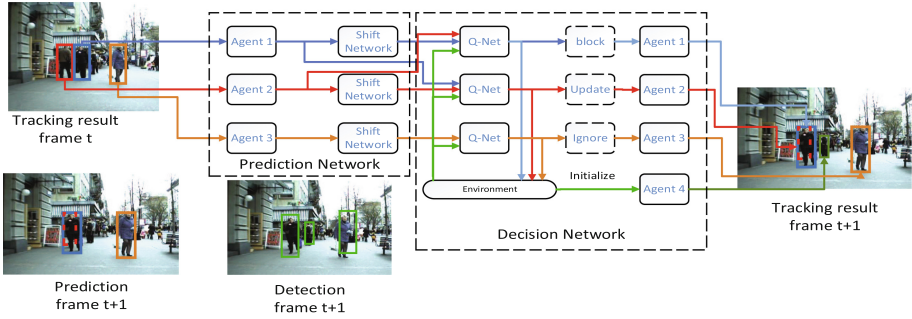 Tracking result
frame t
Agent 1
Shift
Network
Agent 2
Shift
Network
Agent 3
Shift
Network
Prediction Network
Q-Net
block
Agent 1
Q-Net
Update
Agent 2
Q-Net
Ignore
Agent 3
Environment
Initialize
Agent 4
Decision Network
Tracking result
frame t+1
Prediction
frame t+1
Detection
frame t+1